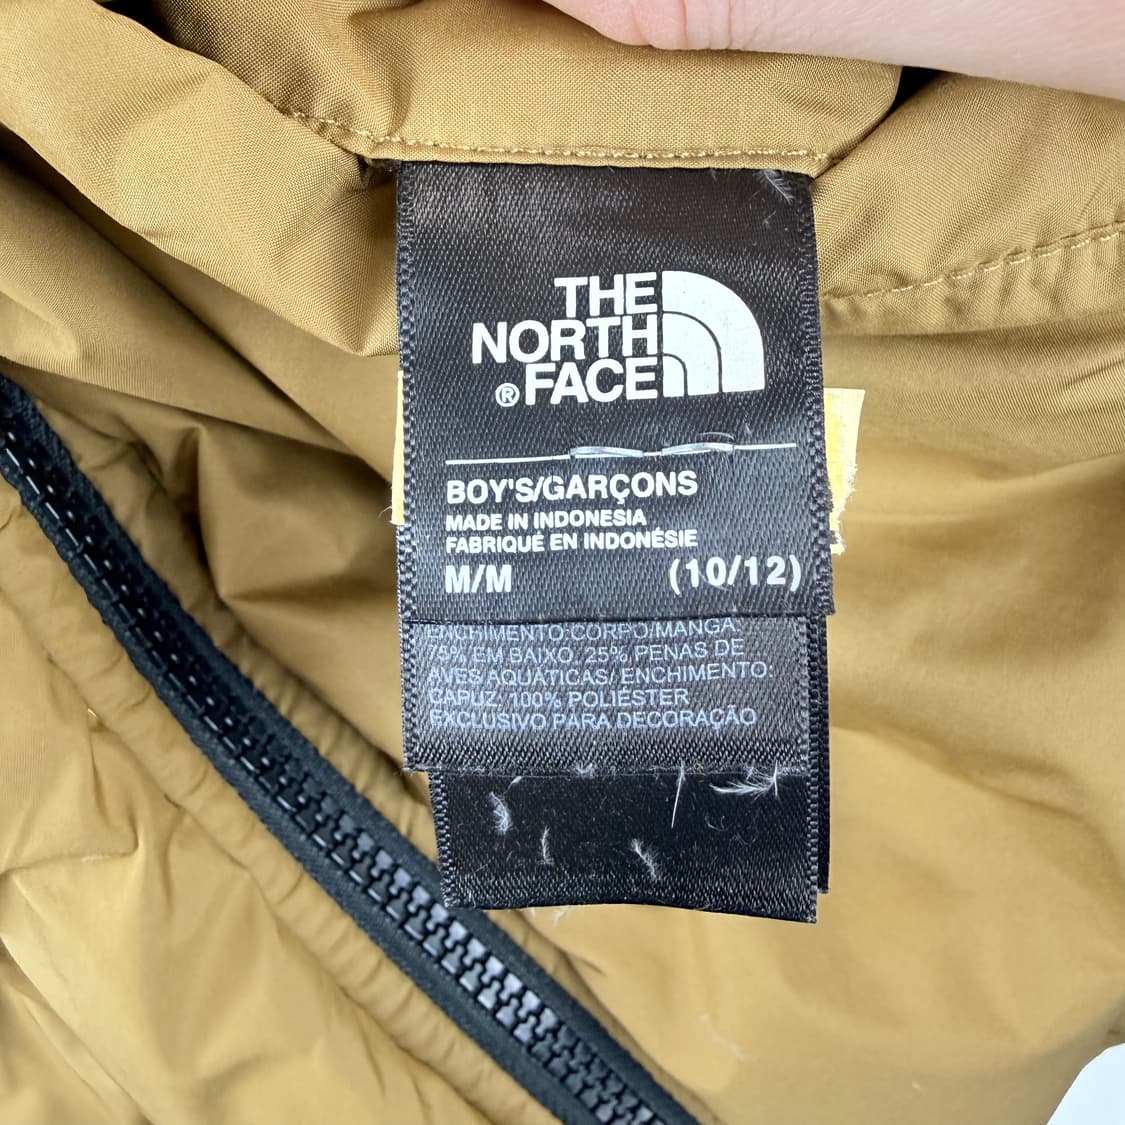 THE
NORTH
® FACE
BOY'S/GARÇONS
MADE IN INDONESIA
FABRIQUÉ EN INDONÉSIE
M/M (10/12)
ENCHIMENTO:CORPO/MANGA:
75% EM BAIXO, 25% PENAS DE
AVES AQUÁTICAS/ ENCHIMENTO:
CAPUZ, 100% POLIÉSTER
EXCLUSIVO PARA DECORAÇÃO